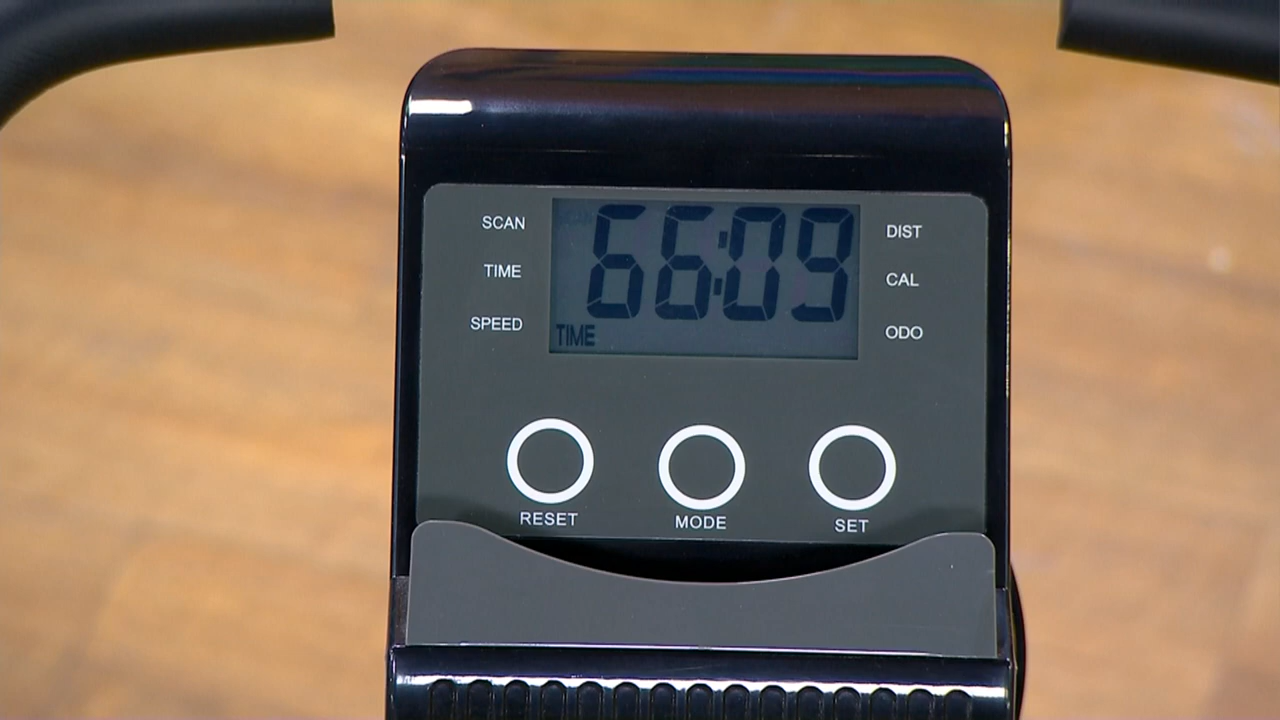 SCAN
TIME
SPEED
66:09
TIME
DIST
CAL
ODO
RESET
MODE
SET